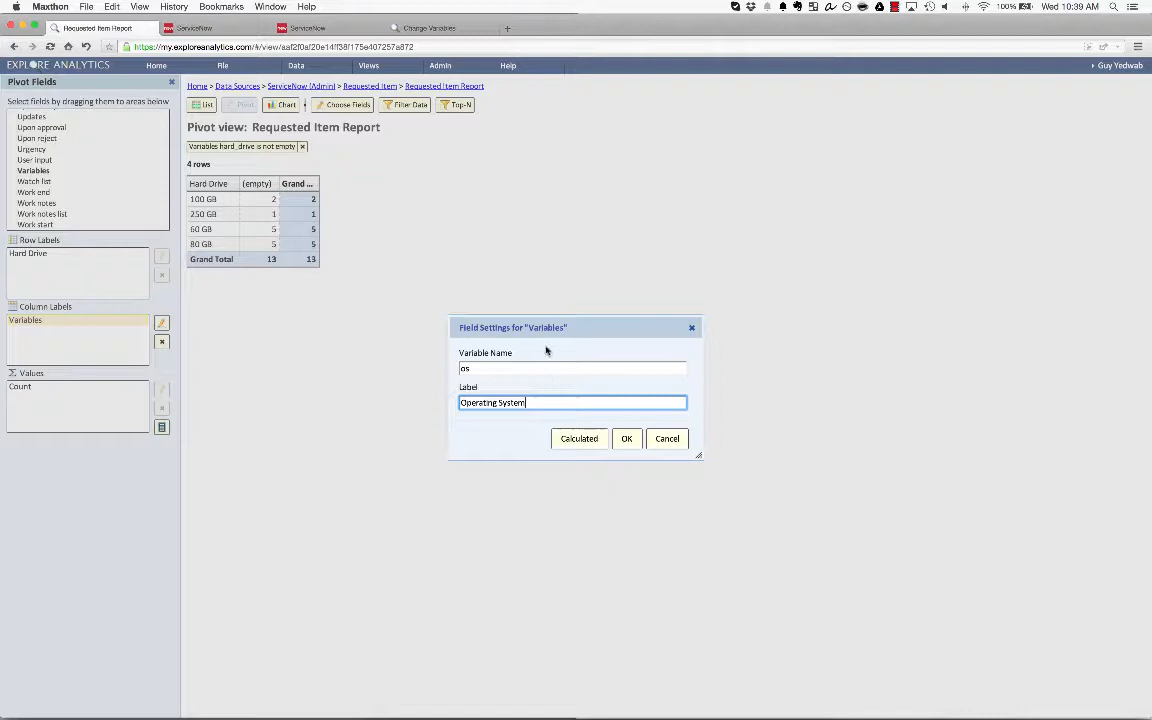 Maxthon File Edit View History Bookmarks Window Help 100% Wed 10:39 AM
Requested Item Report ServiceNow ServiceNow Change Variables
https://my.exploreanalytics.com/#/view/aaf2f0af20e14ff38f175e407257a872
EXPLORE ANALYTICS Home File Data Views Admin Help Guy Yedwab
Pivot Fields
Home > Data Sources > ServiceNow (Admin) > Requested Item > Requested Item Report
Select fields by dragging them to areas below
List Pivot Chart Choose Fields Filter Data Top-N
Updates
Upon approval
Upon reject
Urgency
User input
Variables
Watch list
Work end
Work notes
Work notes list
Work start
Pivot view: Requested Item Report
Variables hard_drive is not empty
4 rows
Hard Drive (empty) Grand ...
100 GB 2 2
250 GB 1 1
60 GB 5 5
80 GB 5 5
Grand Total 13 13
Row Labels
Hard Drive
Column Labels
Variables
Σ Values
Count
Field Settings for "Variables"
Variable Name
os
Label
Operating System
Calculated OK Cancel